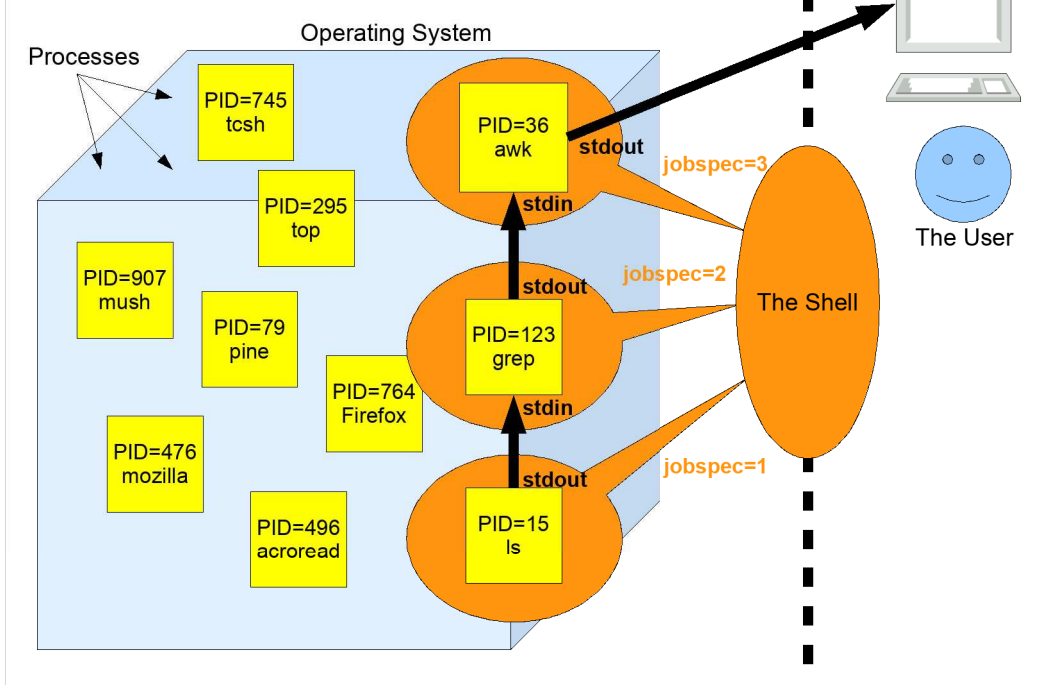 Operating System
Processes
PID=745
tcsh
PID=36
awk
stdout
jobspec=3
stdin
PID=295
top
The User
PID=907
mush
jobspec=2
stdout
The Shell
PID=79
pine
PID=123
grep
PID=764
Firefox
stdin
PID=476
mozilla
jobspec=1
stdout
PID=496
acroread
PID=15
ls